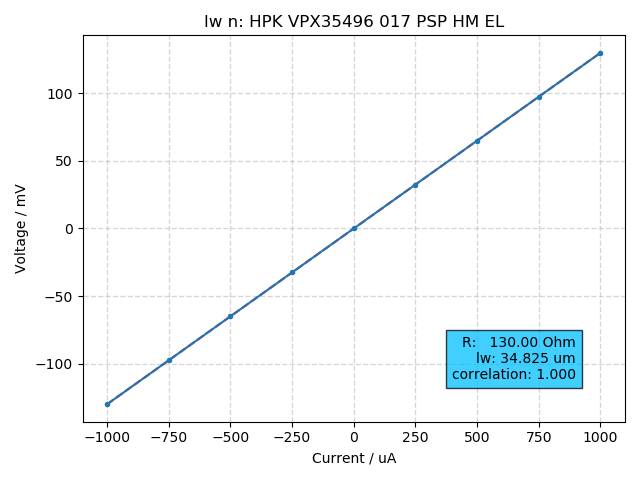 lw n: HPK VPX35496 017 PSP HM EL
Voltage / mV
100
50
0
−50
−100
R:   130.00 Ohm
lw: 34.825 um
correlation: 1.000
−1000 −750 −500 −250 0 250 500 750 1000
Current / uA